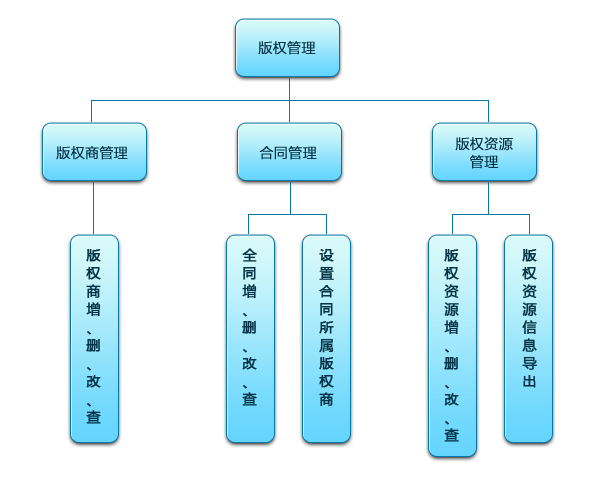 版权管理
版权商管理
合同管理
版权资源
管理
版权商增、删、改、查
全同增、删、改、查
设置合同所属版权商
版权资源增、删、改、查
版权资源信息导出